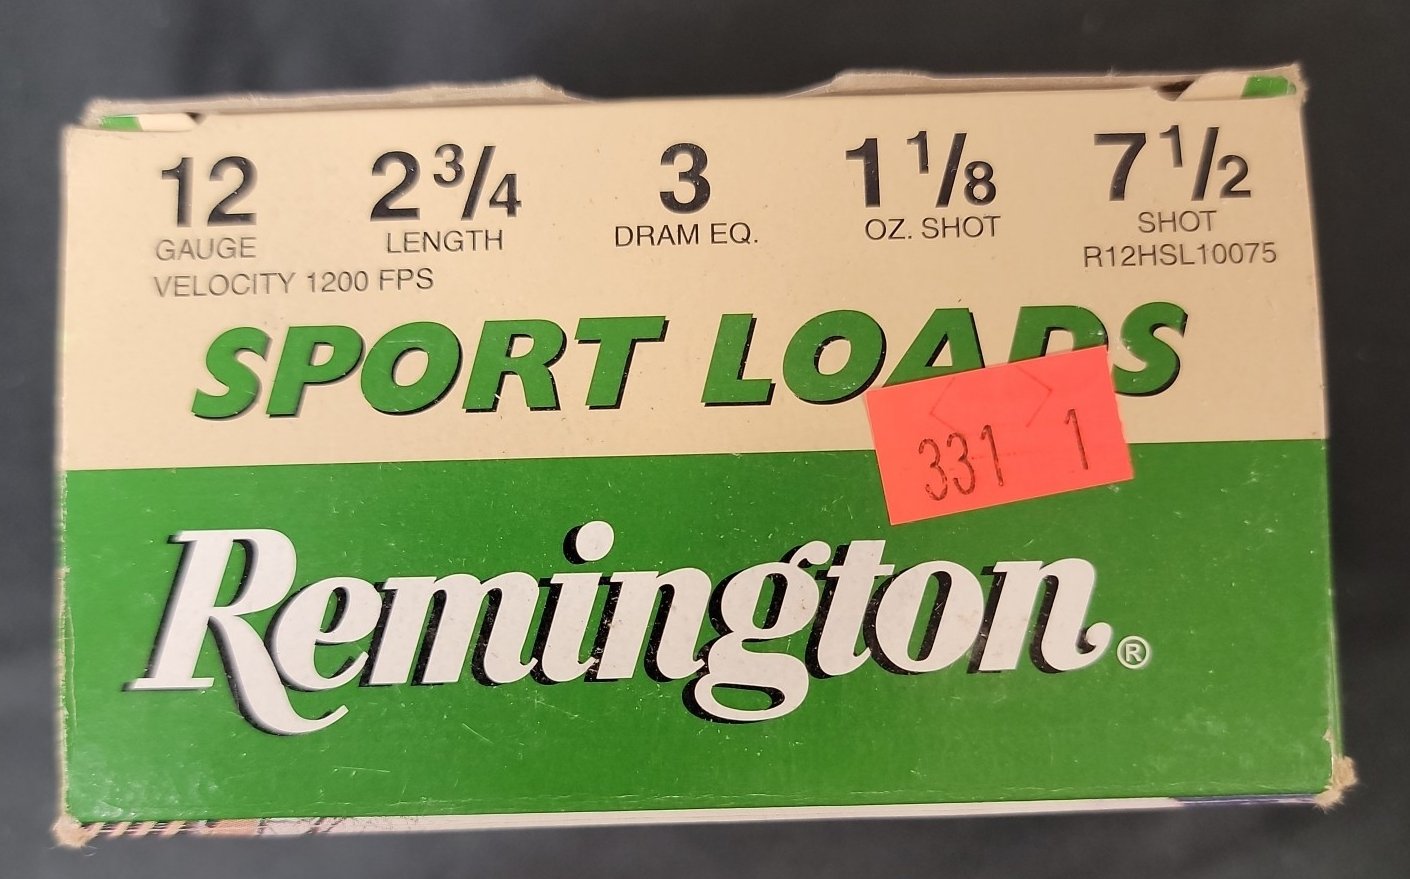 12 2 3/4 3 1 1/8 7 1/2
GAUGE LENGTH DRAM EQ. OZ. SHOT SHOT
VELOCITY 1200 FPS R12HSL10075
SPORT LOADS
331 1
Remington®